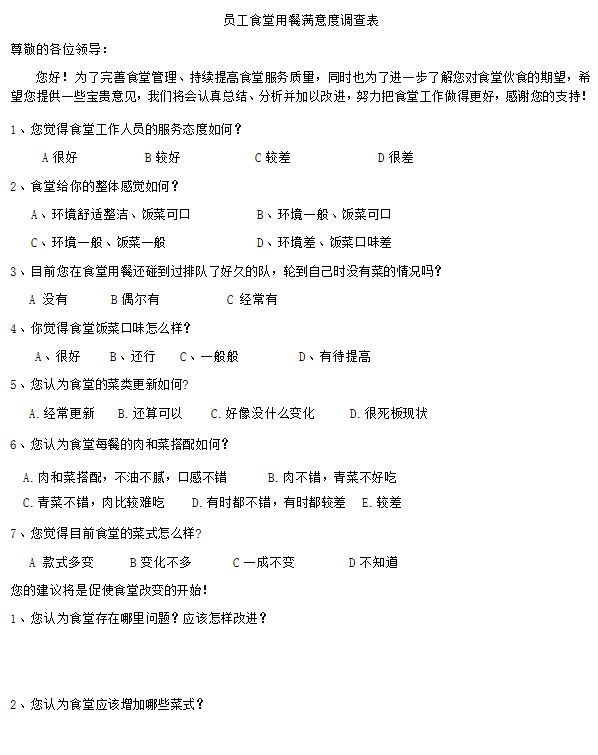 员工食堂用餐满意度调查表
尊敬的各位领导：
您好！为了完善食堂管理、持续提高食堂服务质量，同时也为了进一步了解您对食堂伙食的期望，希
望您提供一些宝贵意见，我们将会认真总结、分析并加以改进，努力把食堂工作做得更好，感谢您的支持！
1、您觉得食堂工作人员的服务态度如何？
A 很好 B 较好 C 较差 D 很差
2、食堂给你的整体感觉如何？
A、环境舒适整洁、饭菜可口 B、环境一般、饭菜可口
C、环境一般、饭菜一般 D、环境差、饭菜口味差
3、目前您在食堂用餐还碰到过排队了好久的队，轮到自己时没有菜的情况吗？
A 没有 B 偶尔有 C 经常有
4、你觉得食堂饭菜口味怎么样？
A、很好 B、还行 C、一般般 D、有待提高
5、您认为食堂的菜类更新如何?
A. 经常更新 B. 还算可以 C. 好像没什么变化 D. 很死板现状
6、您认为食堂每餐的肉和菜搭配如何？
A. 肉和菜搭配，不油不腻，口感不错 B. 肉不错，青菜不好吃
C. 青菜不错，肉比较难吃 D. 有时都不错，有时都较差 E. 较差
7、您觉得目前食堂的菜式怎么样?
A 款式多变 B 变化不多 C 一成不变 D 不知道
您的建议将是促使食堂改变的开始！
1、您认为食堂存在哪里问题？应该怎样改进？
2、您认为食堂应该增加哪些菜式？